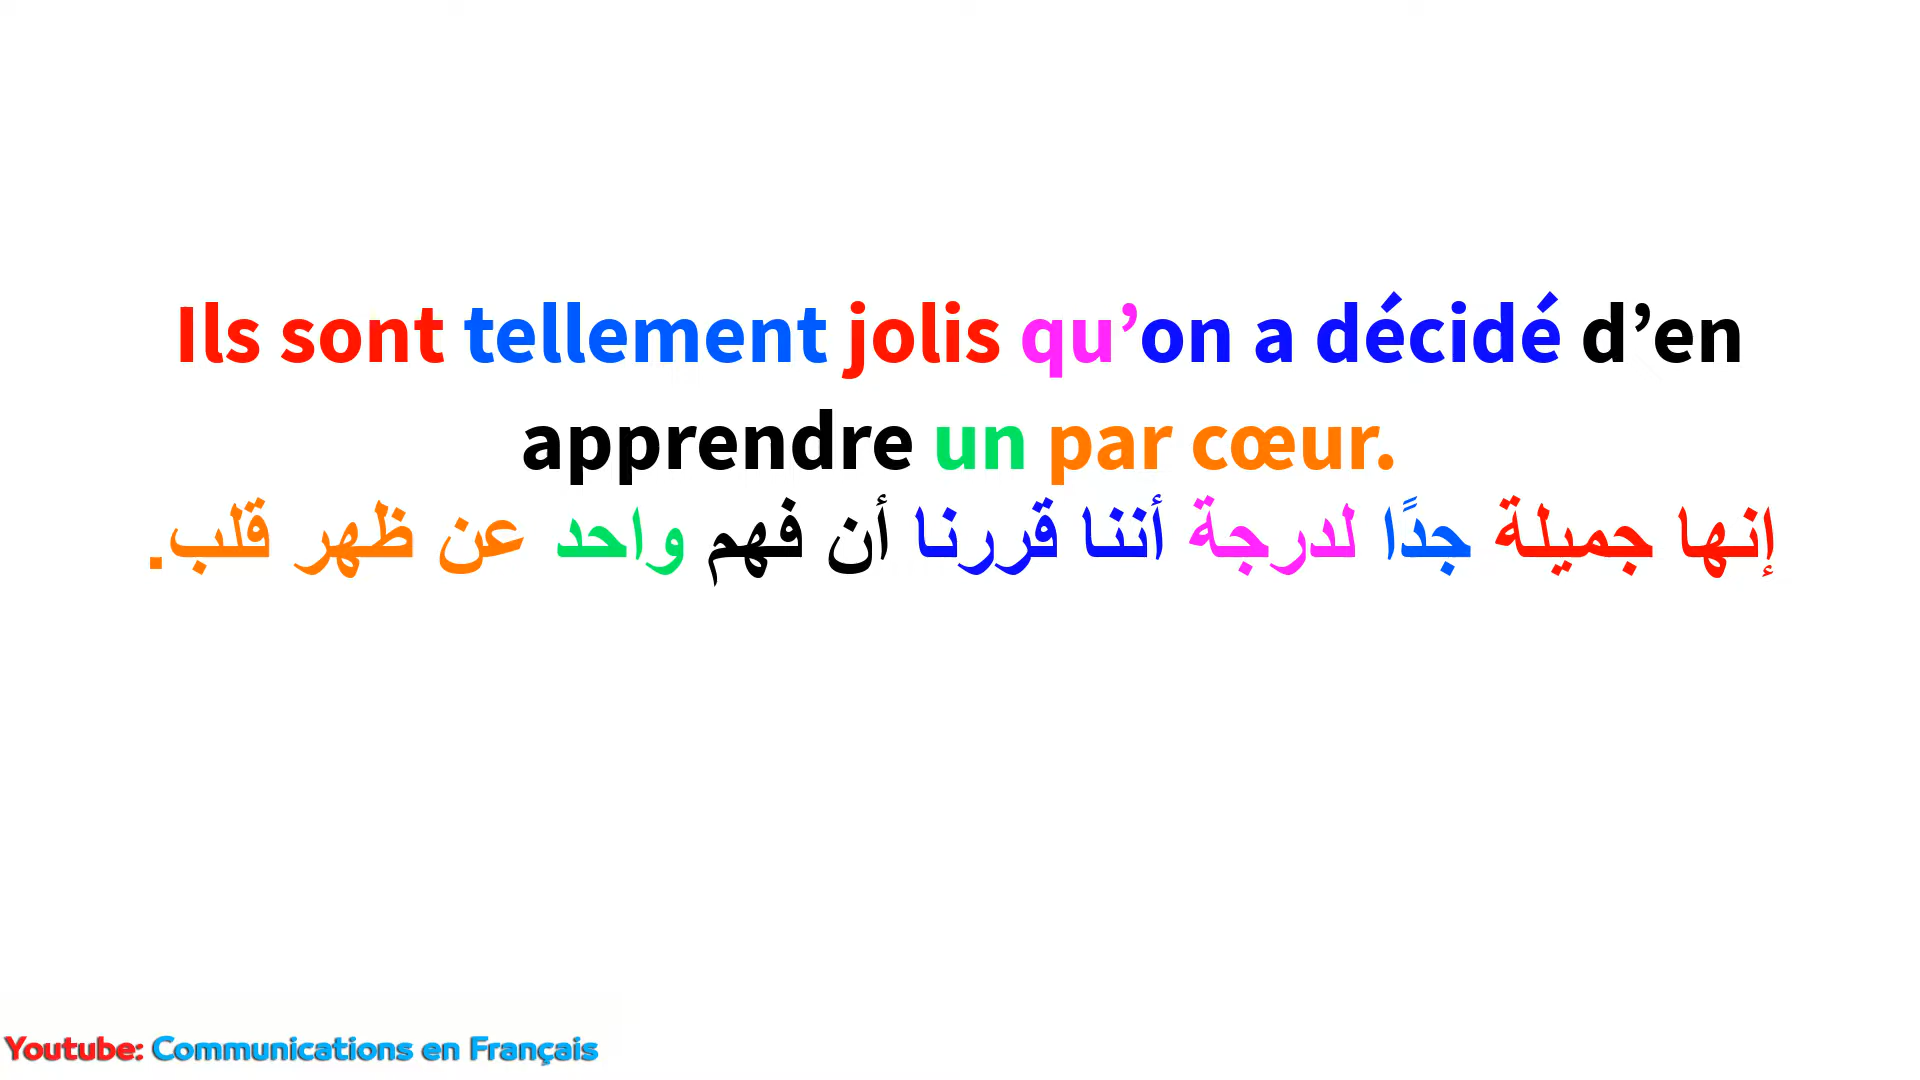 Ils sont tellement jolis qu’on a décidé d’en
apprendre un par cœur.
إنها جميلة جدًا لدرجة أننا قررنا أن فهم واحد عن ظهر قلب.
Youtube: Communications en Français